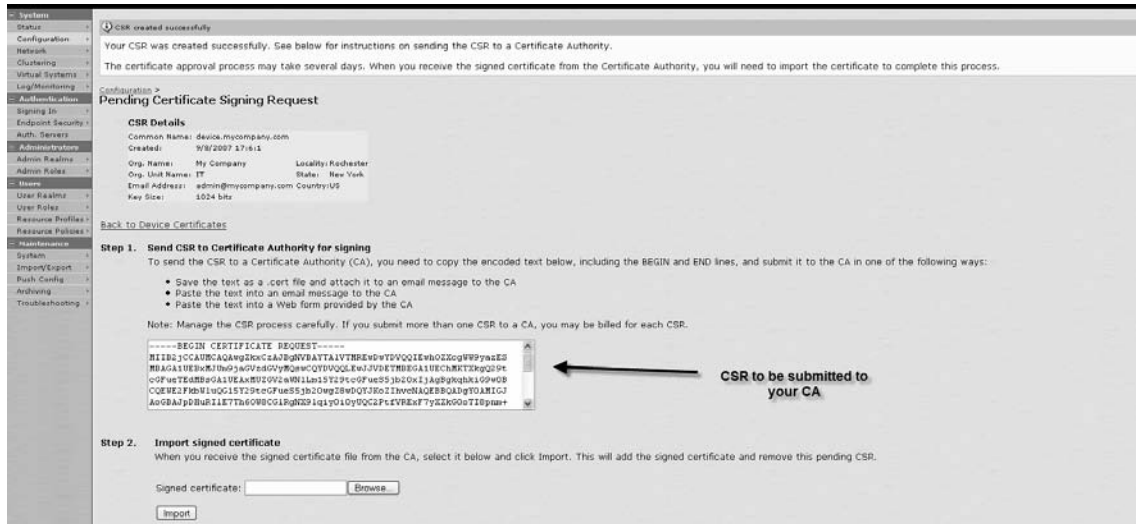 System
Status
Configuration
Network
Clustering
Virtual Systems
Log/Monitoring
Authentication
Signing In
Endpoint Security
Auth. Servers
Administrators
Admin Realms
Admin Roles
Users
User Realms
User Roles
Resource Profiles
Resource Policies
Maintenance
System
Import/Export
Push Config
Archiving
Troubleshooting
CSR created successfully
Your CSR was created successfully. See below for instructions on sending the CSR to a Certificate Authority.
The certificate approval process may take several days. When you receive the signed certificate from the Certificate Authority, you will need to import the certificate to complete this process.
Configuration >
Pending Certificate Signing Request
CSR Details
Common Name: device.mycompany.com
Created: 9/8/2007 17:6:1
Org. Name: My Company Locality: Rochester
Org. Unit Name: IT State: New York
Email Address: admin@mycompany.com Country: US
Key Size: 1024 bits
Back to Device Certificates
Step 1. Send CSR to Certificate Authority for signing
To send the CSR to a Certificate Authority (CA), you need to copy the encoded text below, including the BEGIN and END lines, and submit it to the CA in one of the following ways:
• Save the text as a .cert file and attach it to an email message to the CA
• Paste the text into an email message to the CA
• Paste the text into a Web form provided by the CA
Note: Manage the CSR process carefully. If you submit more than one CSR to a CA, you may be billed for each CSR.
-----BEGIN CERTIFICATE REQUEST-----
CSR to be submitted to
your CA
Step 2. Import signed certificate
When you receive the signed certificate file from the CA, select it below and click Import. This will add the signed certificate and remove this pending CSR.
Signed certificate: Browse...
Import